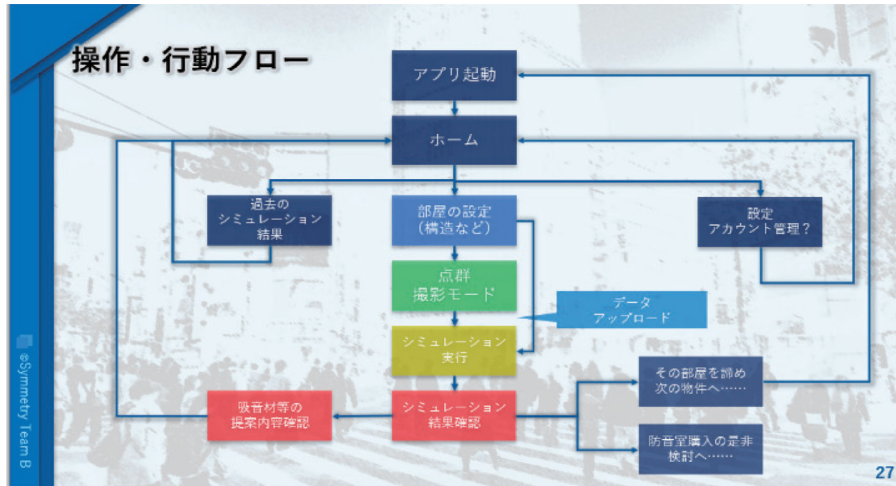 操作・行動フロー
アプリ起動
ホーム
過去の
シミュレーション
結果
部屋の設定
（構造など）
設定
アカウント管理？
点群
撮影モード
データ
アップロード
シミュレーション
実行
その部屋を諦め
次の物件へ……
吸音材等の
提案内容確認
シミュレーション
結果確認
防音室購入の是非
検討へ……
©Symmetry Team B
27